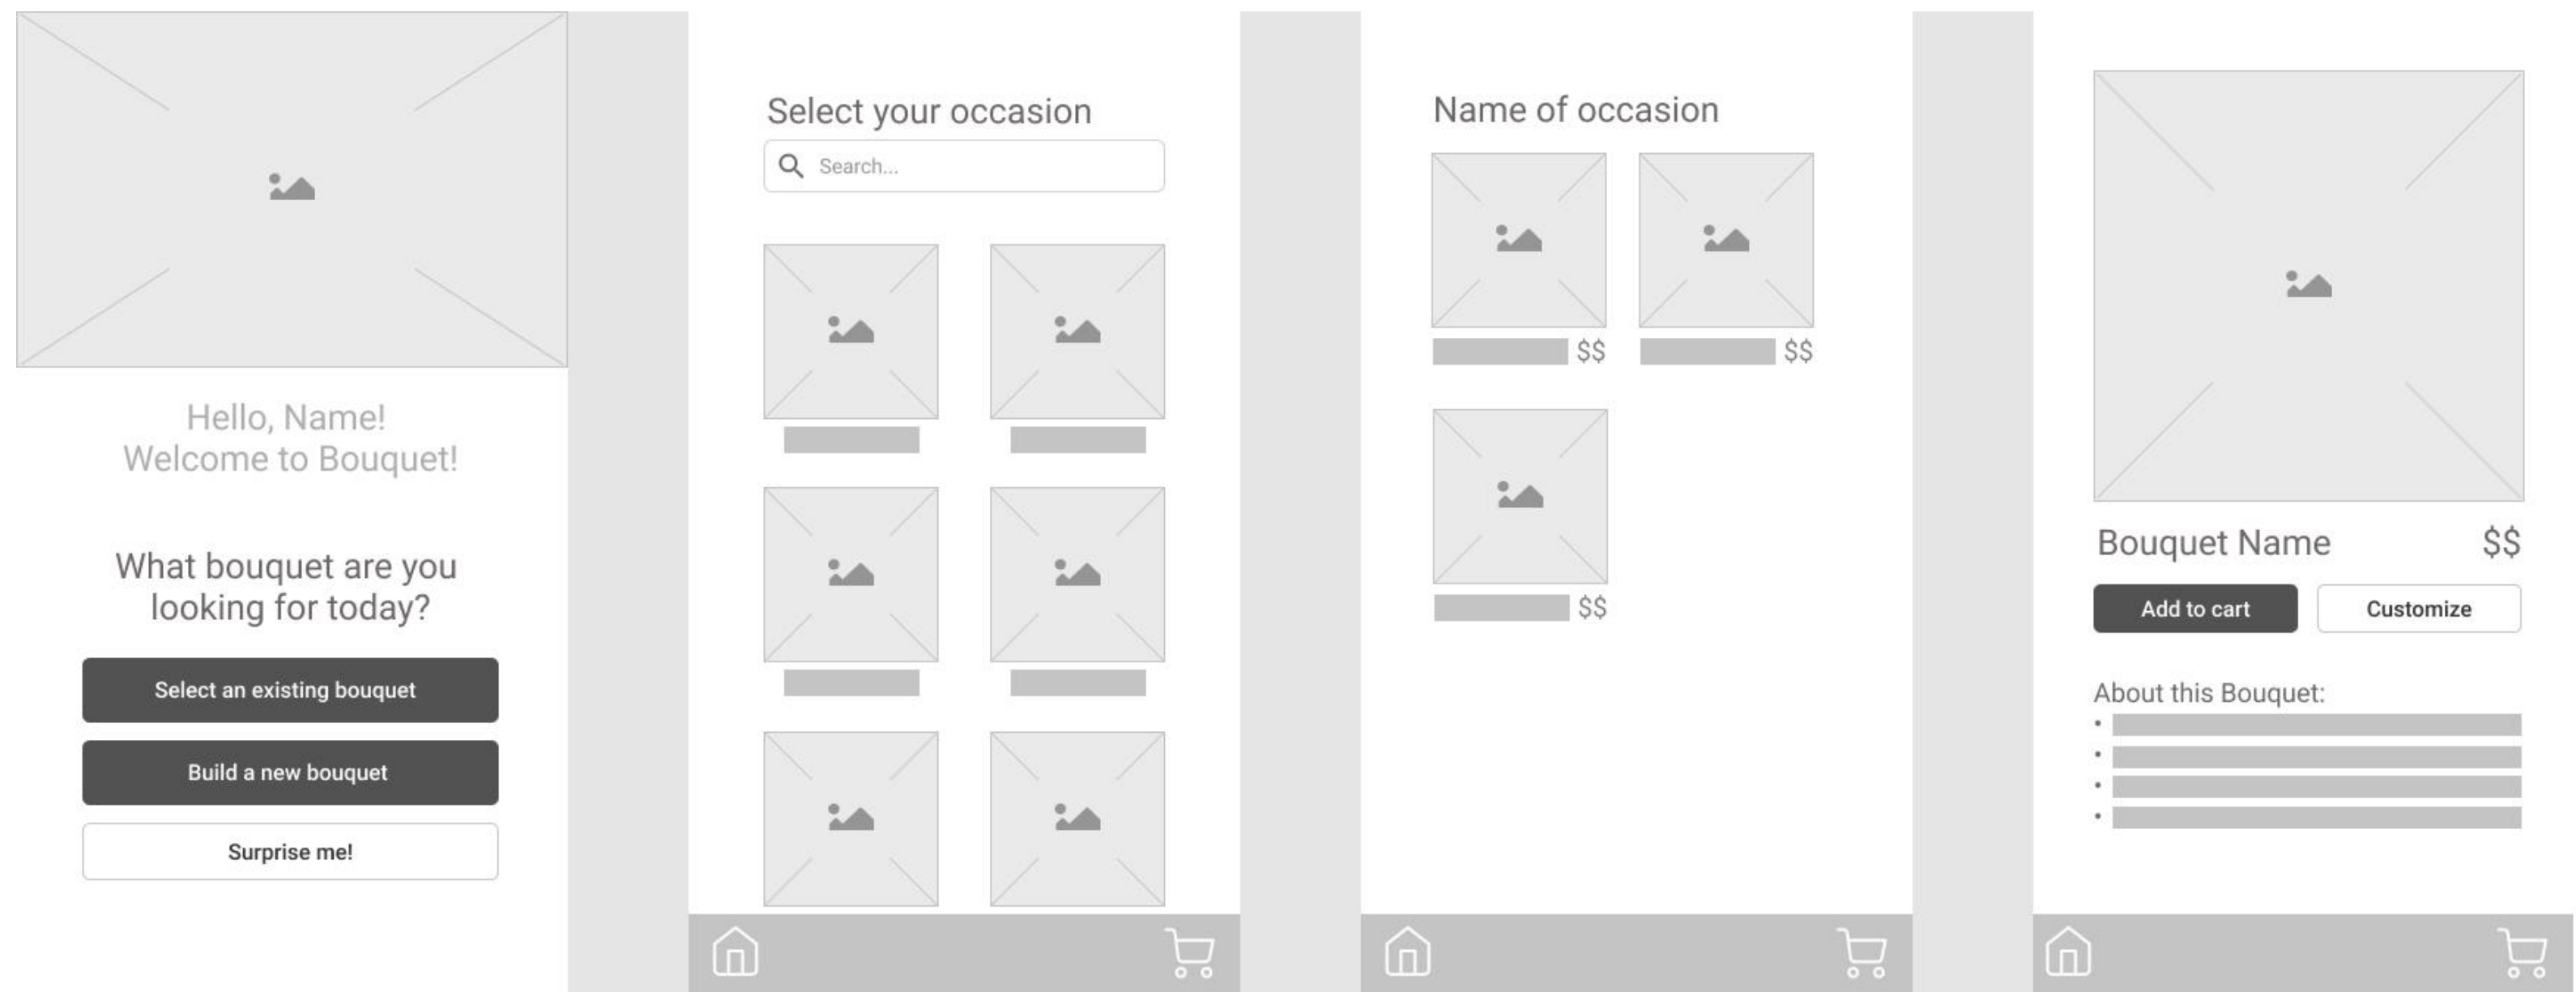 Hello, Name!
Welcome to Bouquet!
What bouquet are you
looking for today?
Select an existing bouquet
Build a new bouquet
Surprise me!
Select your occasion
Search...
Name of occasion
$$
$$
$$
Bouquet Name
$$
Add to cart
Customize
About this Bouquet: